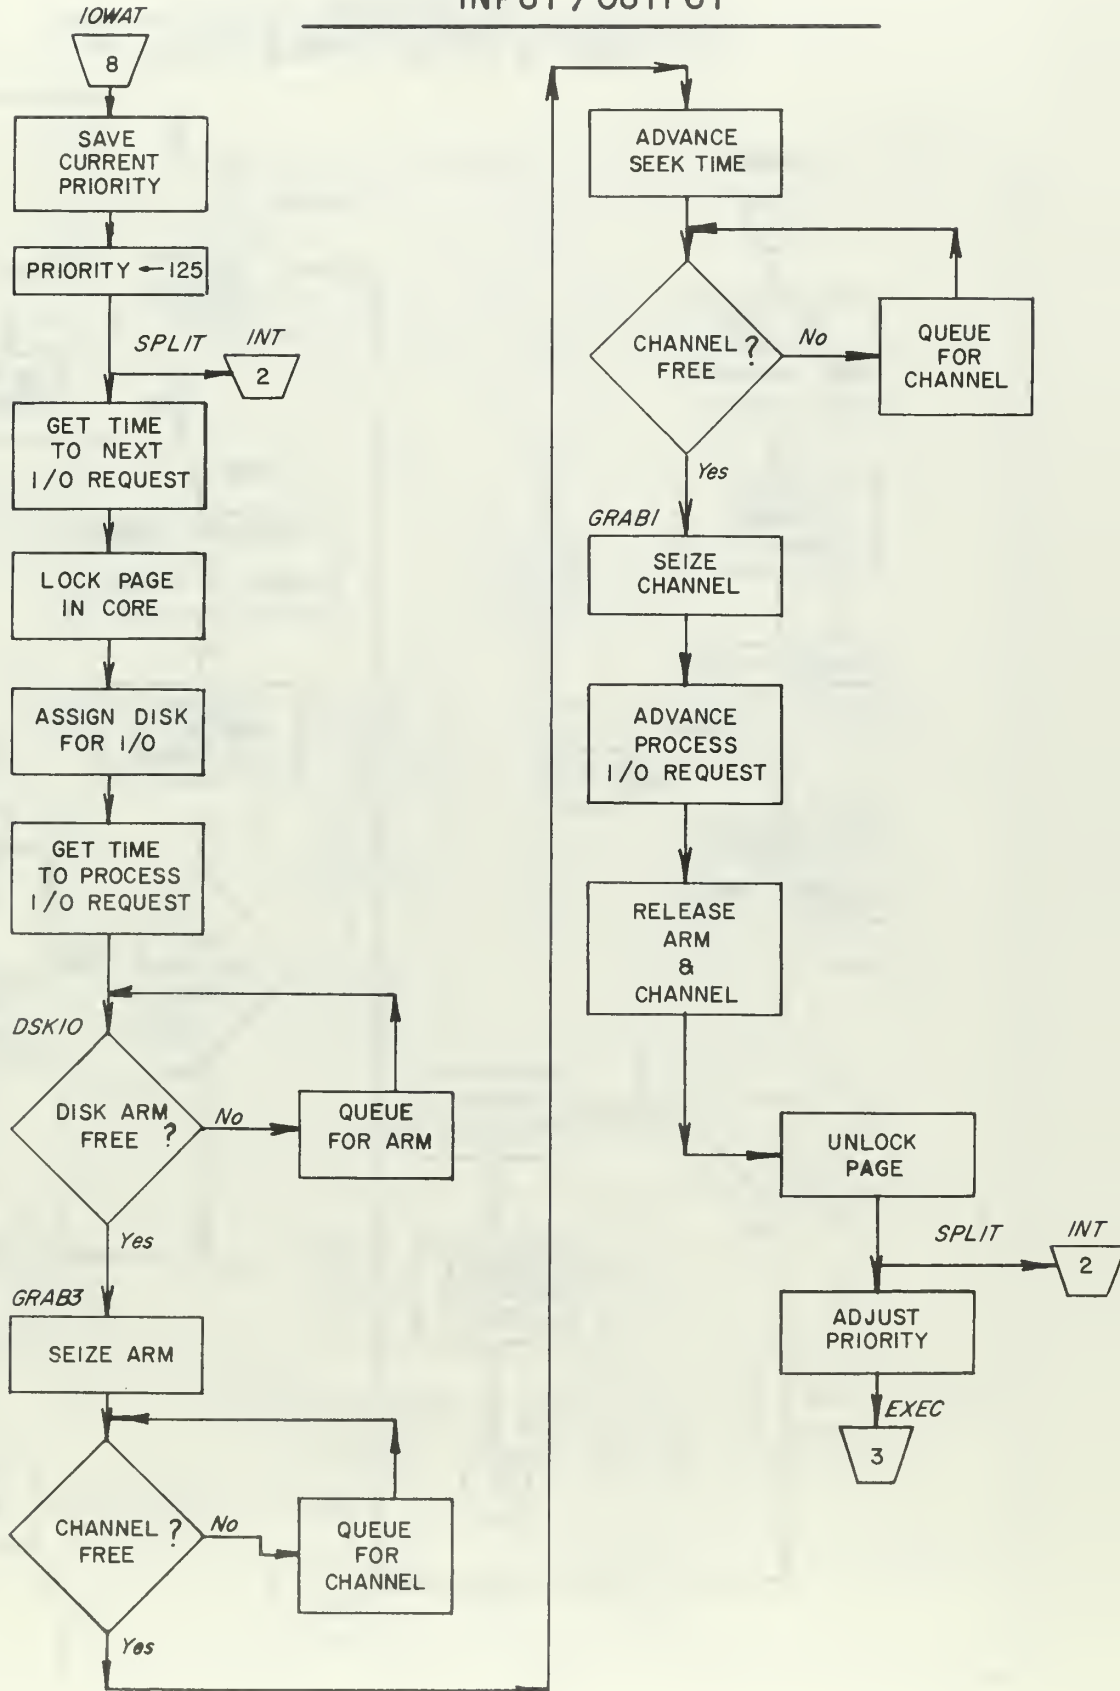 INPUT/OUTPUT
IOWAT
8
SAVE
CURRENT
PRIORITY
PRIORITY ← 125
SPLIT
INT
2
GET TIME
TO NEXT
I/O REQUEST
LOCK PAGE
IN CORE
ASSIGN DISK
FOR I/O
GET TIME
TO PROCESS
I/O REQUEST
DSKIO
DISK ARM
FREE ?
No
QUEUE
FOR ARM
Yes
GRAB3
SEIZE ARM
CHANNEL ?
FREE
No
QUEUE
FOR
CHANNEL
Yes
ADVANCE
SEEK TIME
CHANNEL ?
FREE
No
QUEUE
FOR
CHANNEL
Yes
GRAB1
SEIZE
CHANNEL
ADVANCE
PROCESS
I/O REQUEST
RELEASE
ARM
&
CHANNEL
UNLOCK
PAGE
SPLIT
INT
2
ADJUST
PRIORITY
EXEC
3